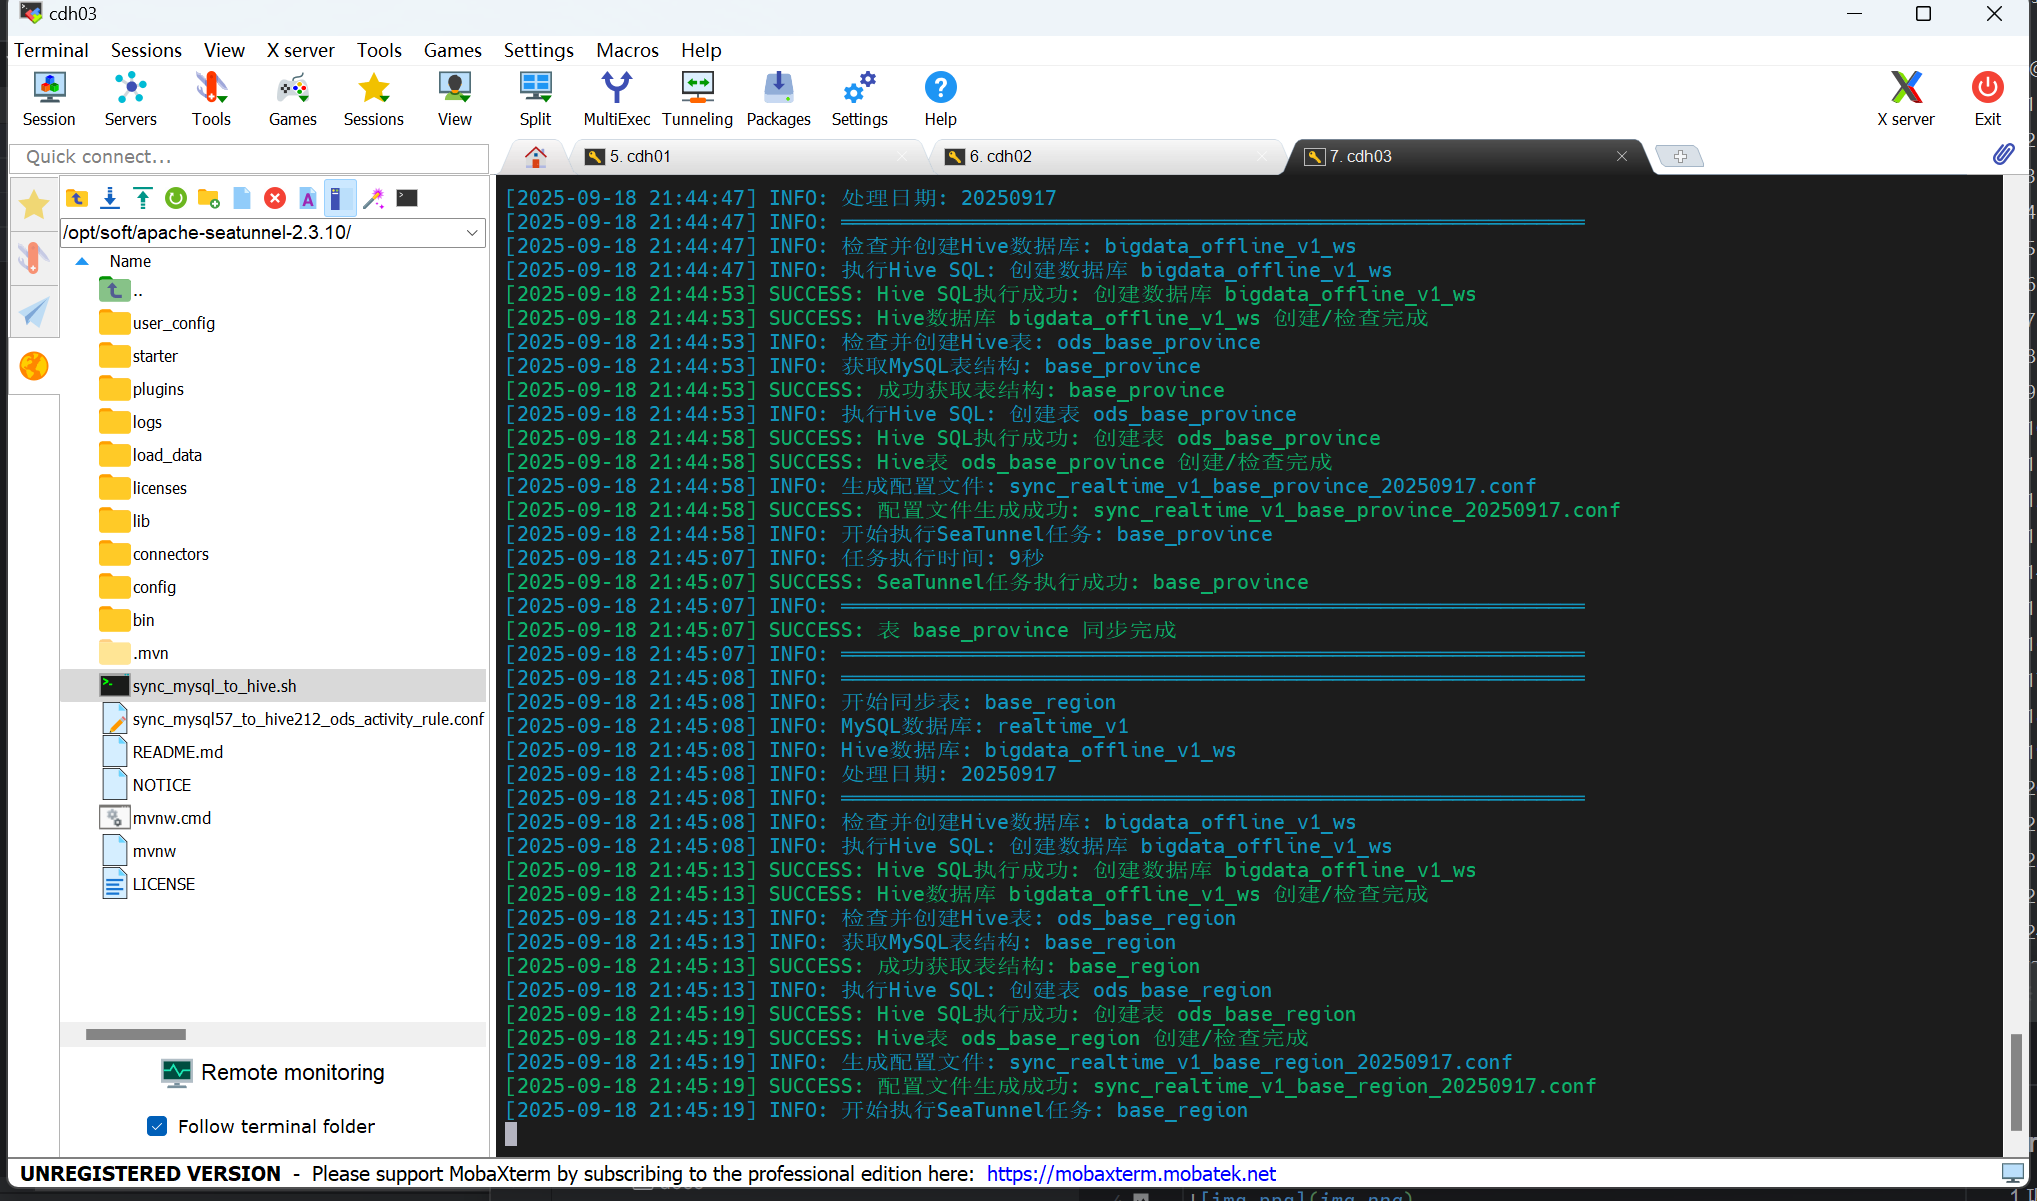 cdh03
Terminal Sessions View X server Tools Games Settings Macros Help
Session Servers Tools Games Sessions View Split MultiExec Tunneling Packages Settings Help X server Exit
Quick connect...
5. cdh01
6. cdh02
7. cdh03
/opt/soft/apache-seatunnel-2.3.10/
Name
..
user_config
starter
plugins
logs
load_data
licenses
lib
connectors
config
bin
.mvn
sync_mysql_to_hive.sh
sync_mysql57_to_hive212_ods_activity_rule.conf
README.md
NOTICE
mvnw.cmd
mvnw
LICENSE
Remote monitoring
Follow terminal folder
[2025-09-18 21:44:47] INFO: 处理日期: 20250917
[2025-09-18 21:44:47] INFO: ══════════════════════════════════════════════════════════════
[2025-09-18 21:44:47] INFO: 检查并创建Hive数据库: bigdata_offline_v1_ws
[2025-09-18 21:44:47] INFO: 执行Hive SQL: 创建数据库 bigdata_offline_v1_ws
[2025-09-18 21:44:53] SUCCESS: Hive SQL执行成功: 创建数据库 bigdata_offline_v1_ws
[2025-09-18 21:44:53] SUCCESS: Hive数据库 bigdata_offline_v1_ws 创建/检查完成
[2025-09-18 21:44:53] INFO: 检查并创建Hive表: ods_base_province
[2025-09-18 21:44:53] INFO: 获取MySQL表结构: base_province
[2025-09-18 21:44:53] SUCCESS: 成功获取表结构: base_province
[2025-09-18 21:44:53] INFO: 执行Hive SQL: 创建表 ods_base_province
[2025-09-18 21:44:58] SUCCESS: Hive SQL执行成功: 创建表 ods_base_province
[2025-09-18 21:44:58] SUCCESS: Hive表 ods_base_province 创建/检查完成
[2025-09-18 21:44:58] INFO: 生成配置文件: sync_realtime_v1_base_province_20250917.conf
[2025-09-18 21:44:58] SUCCESS: 配置文件生成成功: sync_realtime_v1_base_province_20250917.conf
[2025-09-18 21:44:58] INFO: 开始执行SeaTunnel任务: base_province
[2025-09-18 21:45:07] INFO: 任务执行时间: 9秒
[2025-09-18 21:45:07] SUCCESS: SeaTunnel任务执行成功: base_province
[2025-09-18 21:45:07] INFO: ══════════════════════════════════════════════════════════════
[2025-09-18 21:45:07] SUCCESS: 表 base_province 同步完成
[2025-09-18 21:45:07] INFO: ══════════════════════════════════════════════════════════════
[2025-09-18 21:45:08] INFO: ══════════════════════════════════════════════════════════════
[2025-09-18 21:45:08] INFO: 开始同步表: base_region
[2025-09-18 21:45:08] INFO: MySQL数据库: realtime_v1
[2025-09-18 21:45:08] INFO: Hive数据库: bigdata_offline_v1_ws
[2025-09-18 21:45:08] INFO: 处理日期: 20250917
[2025-09-18 21:45:08] INFO: ══════════════════════════════════════════════════════════════
[2025-09-18 21:45:08] INFO: 检查并创建Hive数据库: bigdata_offline_v1_ws
[2025-09-18 21:45:08] INFO: 执行Hive SQL: 创建数据库 bigdata_offline_v1_ws
[2025-09-18 21:45:13] SUCCESS: Hive SQL执行成功: 创建数据库 bigdata_offline_v1_ws
[2025-09-18 21:45:13] SUCCESS: Hive数据库 bigdata_offline_v1_ws 创建/检查完成
[2025-09-18 21:45:13] INFO: 检查并创建Hive表: ods_base_region
[2025-09-18 21:45:13] INFO: 获取MySQL表结构: base_region
[2025-09-18 21:45:13] SUCCESS: 成功获取表结构: base_region
[2025-09-18 21:45:13] INFO: 执行Hive SQL: 创建表 ods_base_region
[2025-09-18 21:45:19] SUCCESS: Hive SQL执行成功: 创建表 ods_base_region
[2025-09-18 21:45:19] SUCCESS: Hive表 ods_base_region 创建/检查完成
[2025-09-18 21:45:19] INFO: 生成配置文件: sync_realtime_v1_base_region_20250917.conf
[2025-09-18 21:45:19] SUCCESS: 配置文件生成成功: sync_realtime_v1_base_region_20250917.conf
[2025-09-18 21:45:19] INFO: 开始执行SeaTunnel任务: base_region
UNREGISTERED VERSION - Please support MobaXterm by subscribing to the professional edition here: https://mobaxterm.mobatek.net